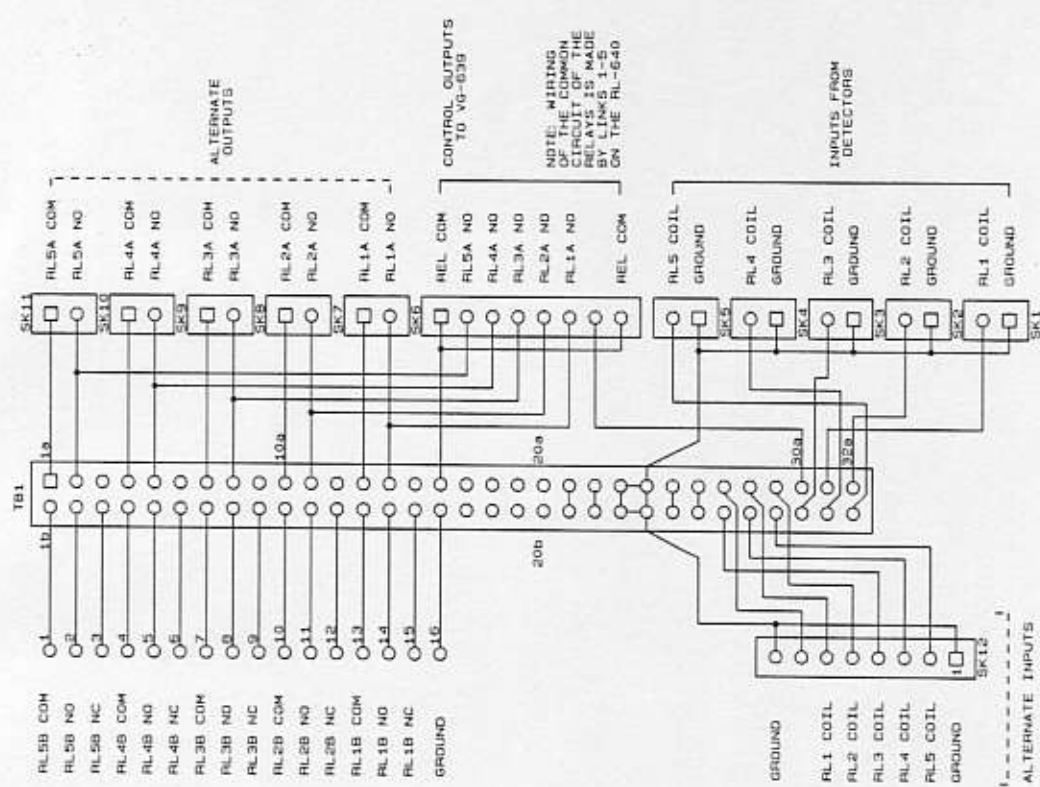 ALTERNATE
OUTPUTS
CONTROL OUTPUTS
TO VG-639
NOTE: WIRING
OF THE COMMON
CIRCUIT OF THE
RELAYS IS MADE
BY LINKS 1-5
ON THE RL-640
INPUTS FROM
DETECTORS
RL5A COM
RL5A NO
RL4A COM
RL4A NO
RL3A COM
RL3A NO
RL2A COM
RL2A NO
RL1A COM
RL1A NO
REL COM
RL5A NO
RL4A NO
RL3A NO
RL2A NO
RL1A NO
REL COM
RL5 COIL
GROUND
RL4 COIL
GROUND
RL3 COIL
GROUND
RL2 COIL
GROUND
RL1 COIL
GROUND
SK11
SK10
SK9
SK8
SK7
SK6
SK5
SK4
SK3
SK2
SK1
TB1
1a
10a
20a
30a
32a
1b
20b
1
2
3
4
5
6
7
8
9
10
11
12
13
14
15
16
RL5B COM
RL5B NO
RL5B NC
RL4B COM
RL4B NO
RL4B NC
RL3B COM
RL3B NO
RL3B NC
RL2B COM
RL2B NO
RL2B NC
RL1B COM
RL1B NO
RL1B NC
GROUND
SK12
1
GROUND
RL1 COIL
RL2 COIL
RL3 COIL
RL4 COIL
RL5 COIL
GROUND
ALTERNATE INPUTS